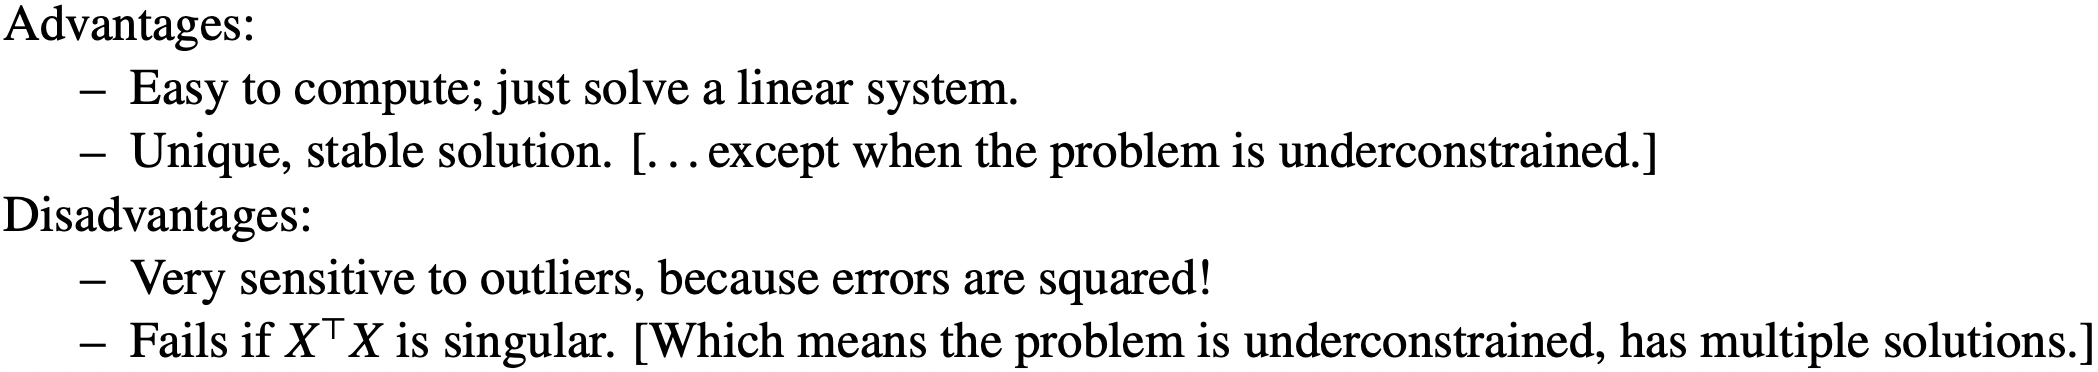 Advantages:
– Easy to compute; just solve a linear system.
– Unique, stable solution. [. . . except when the problem is underconstrained.]
Disadvantages:
– Very sensitive to outliers, because errors are squared!
– Fails if X⊤X is singular. [Which means the problem is underconstrained, has multiple solutions.]